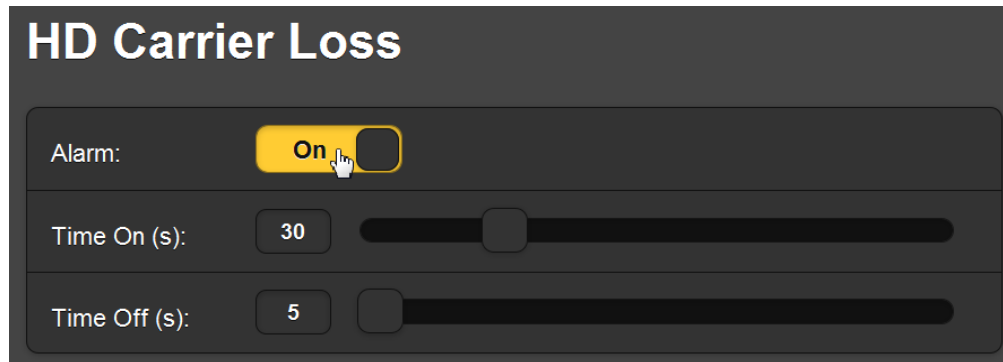 HD Carrier Loss
Alarm: On
Time On (s): 30
Time Off (s): 5